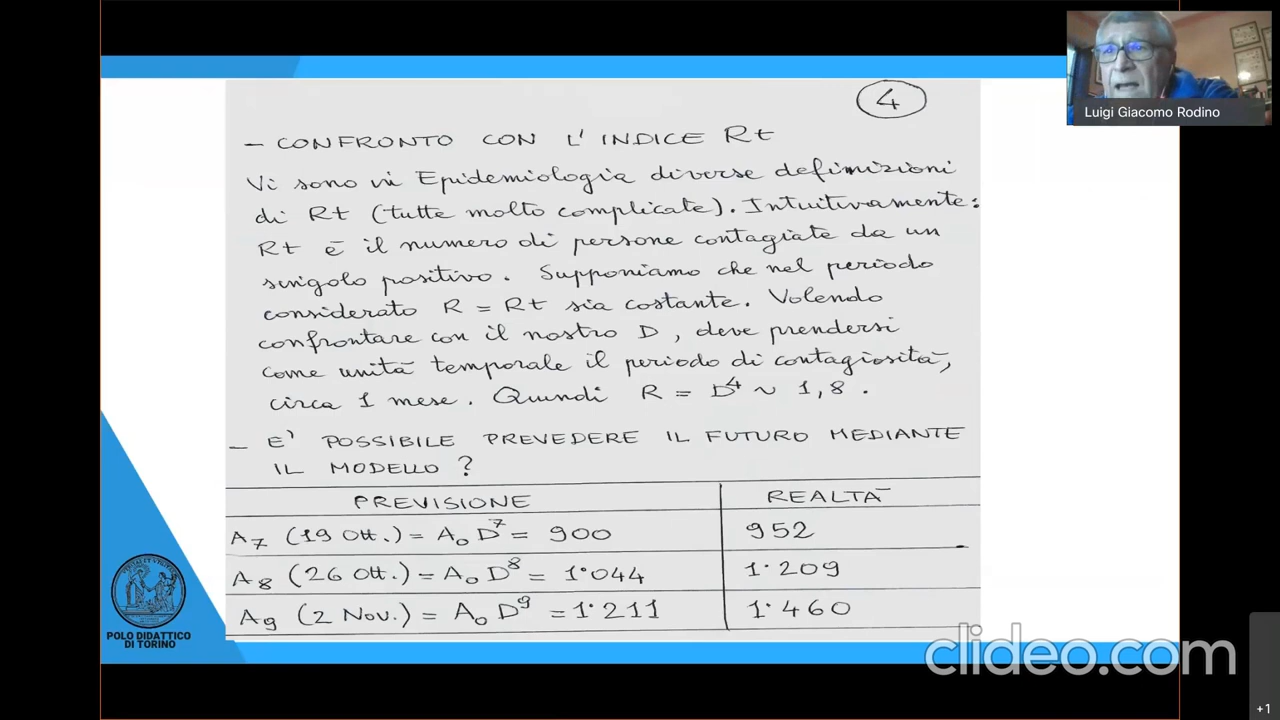 4
Luigi Giacomo Rodino
- CONFRONTO CON L'INDICE Rt
Vi sono in Epidemiologia diverse definizioni
di Rt (tutte molto complicate). Intuitivamente:
Rt è il numero di persone contagiate da un
singolo positivo. Supponiamo che nel periodo
considerato R = Rt sia costante. Volendo
confrontare con il nostro D, deve prendersi
come unità temporale il periodo di contagiosità,
circa 1 mese. Quindi R = D⁴ ~ 1,8.
- E' POSSIBILE PREVEDERE IL FUTURO MEDIANTE
IL MODELLO ?
PREVISIONE REALTÀ
A₇ (19 Ott.) = A₀ D⁷ = 900 952
A₈ (26 Ott.) = A₀ D⁸ = 1·044 1·209
A₉ (2 Nov.) = A₀ D⁹ = 1·211 1·460
POLO DIDATTICO
DI TORINO
clideo.com
+1